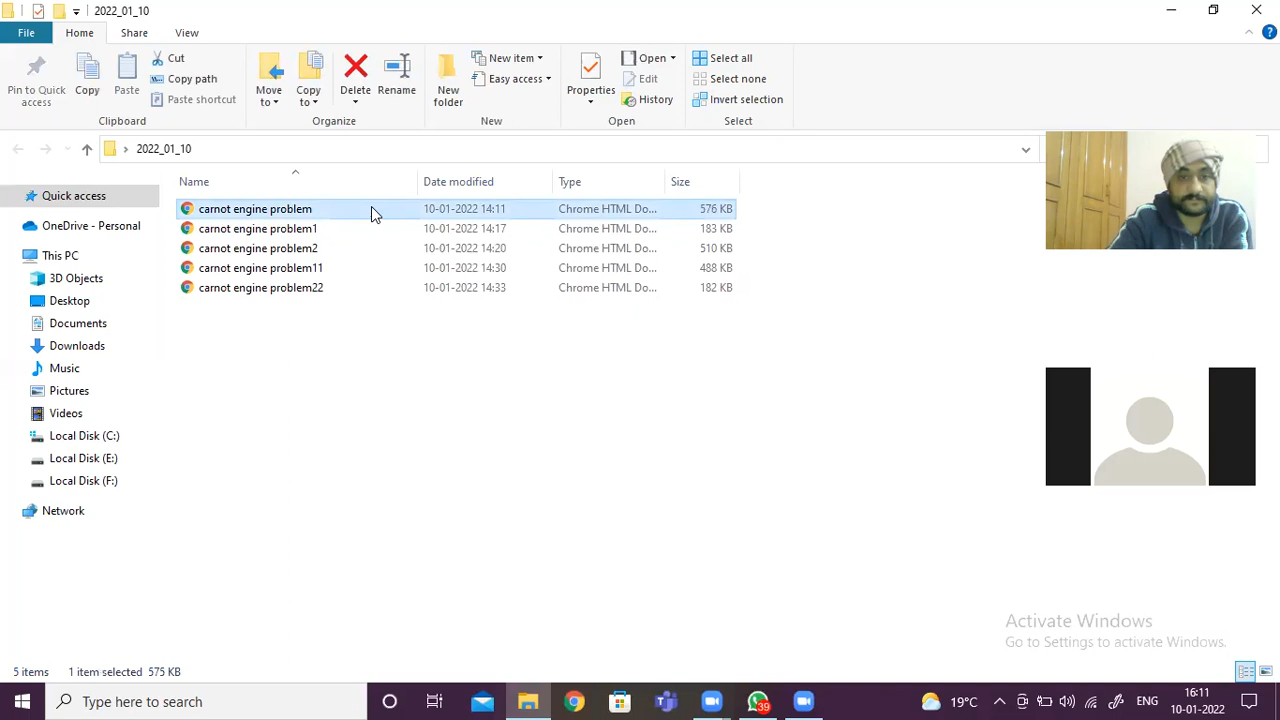 2022_01_10
File Home Share View
Pin to Quick access
Copy
Paste
Cut
Copy path
Paste shortcut
Clipboard
Move to
Copy to
Delete
Rename
Organize
New folder
New item
Easy access
New
Properties
Open
Edit
History
Open
Select all
Select none
Invert selection
Select
2022_01_10
Name Date modified Type Size
carnot engine problem 10-01-2022 14:11 Chrome HTML Do... 576 KB
carnot engine problem1 10-01-2022 14:17 Chrome HTML Do... 183 KB
carnot engine problem2 10-01-2022 14:20 Chrome HTML Do... 510 KB
carnot engine problem11 10-01-2022 14:30 Chrome HTML Do... 488 KB
carnot engine problem22 10-01-2022 14:33 Chrome HTML Do... 182 KB
Quick access
OneDrive - Personal
This PC
3D Objects
Desktop
Documents
Downloads
Music
Pictures
Videos
Local Disk (C:)
Local Disk (E:)
Local Disk (F:)
Network
Activate Windows
Go to Settings to activate Windows.
5 items 1 item selected 575 KB
Type here to search
39
19°C
ENG
16:11
10-01-2022